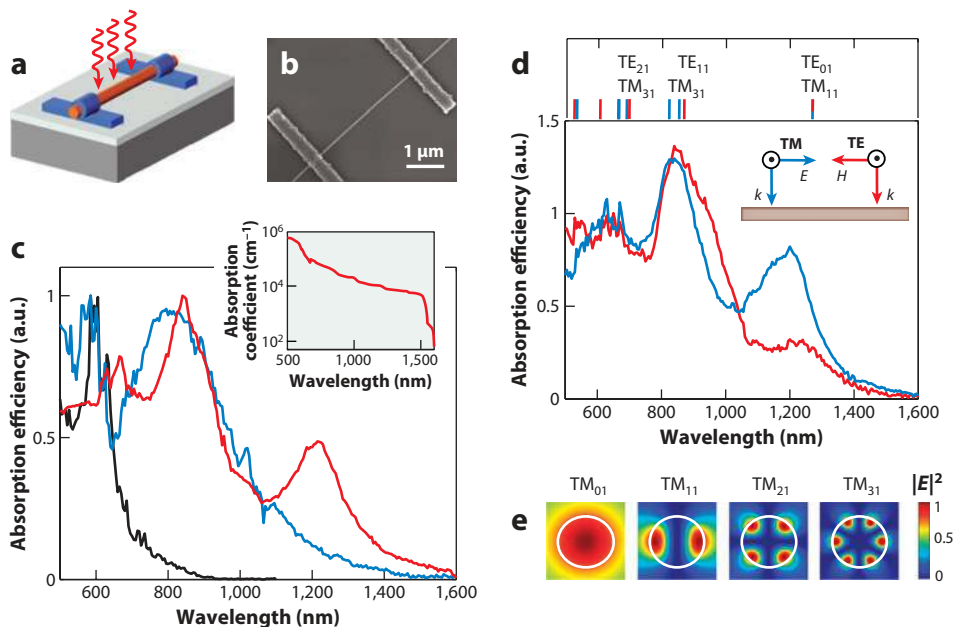 a
b
1 μm
c
Absorption efficiency (a.u.)
1
0.5
0
600
800
1,000
1,200
1,400
1,600
Wavelength (nm)
Absorption
coefficient (cm⁻¹)
10⁶
10⁴
10²
500
1,000
1,500
Wavelength (nm)
d
TE₂₁
TM₃₁
TE₁₁
TM₃₁
TE₀₁
TM₁₁
Absorption efficiency (a.u.)
1.5
1
0.5
0
TM
TE
E
H
k
k
600
800
1,000
1,200
1,400
1,600
Wavelength (nm)
e
TM₀₁
TM₁₁
TM₂₁
TM₃₁
|E|²
1
0.5
0